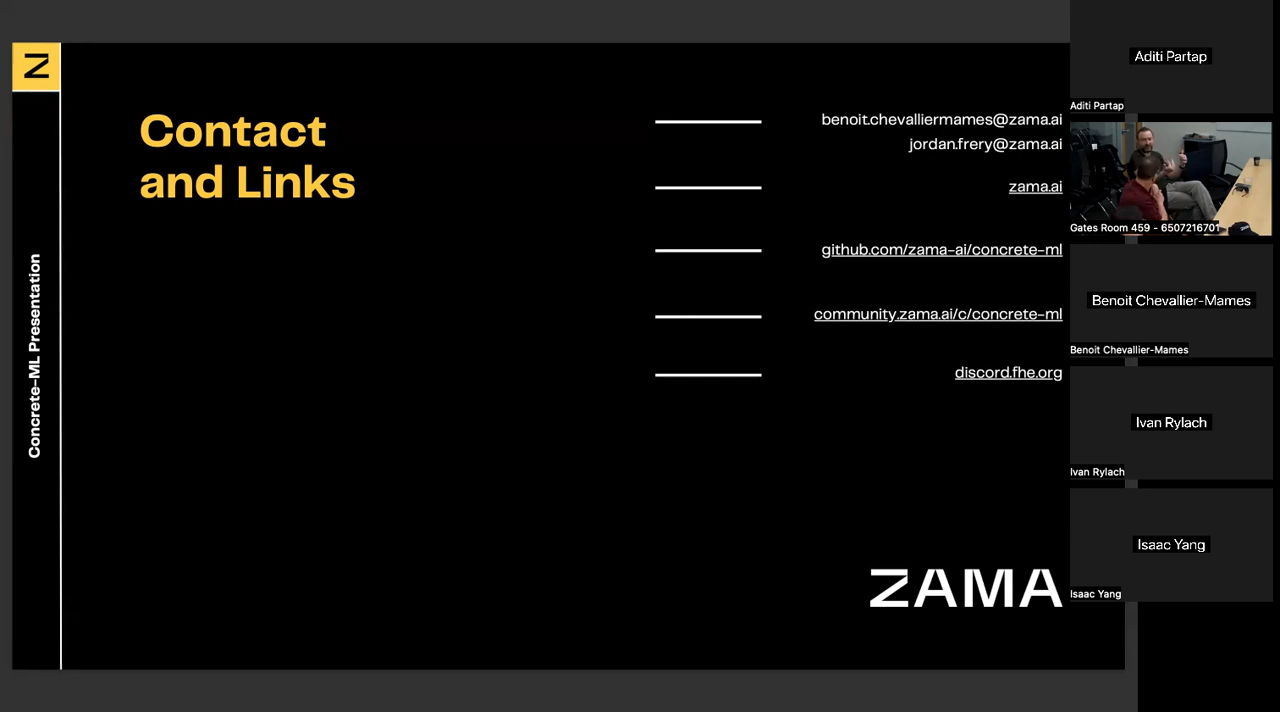 Z
Concrete-ML Presentation
Contact
and Links
benoit.chevalliermames@zama.ai
jordan.frery@zama.ai
zama.ai
github.com/zama-ai/concrete-ml
community.zama.ai/c/concrete-ml
discord.fhe.org
ZAMA
Aditi Partap
Aditi Partap
Gates Room 459 - 6507216701
Benoit Chevallier-Mames
Benoit Chevallier-Mames
Ivan Rylach
Ivan Rylach
Isaac Yang
Isaac Yang